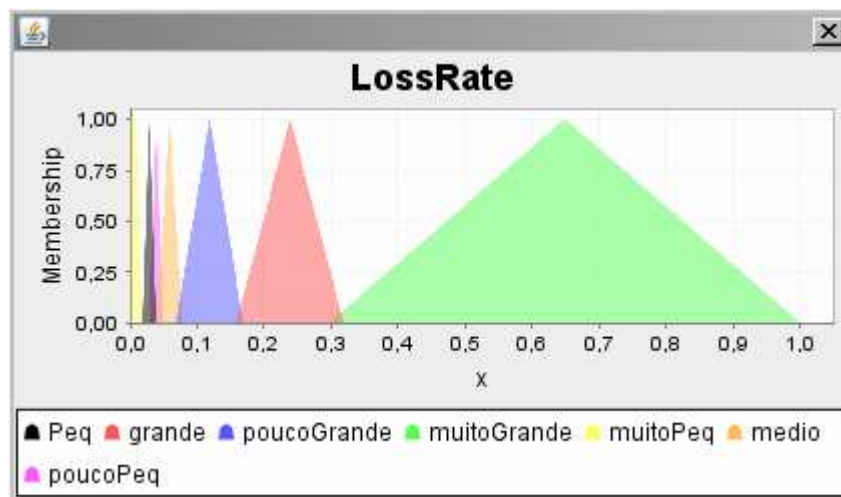 LossRate
1,00
0,75
0,50
0,25
0,00
Membership
0,0 0,1 0,2 0,3 0,4 0,5 0,6 0,7 0,8 0,9 1,0
x
Peq grande poucoGrande muitoGrande muitoPeq medio
poucoPeq